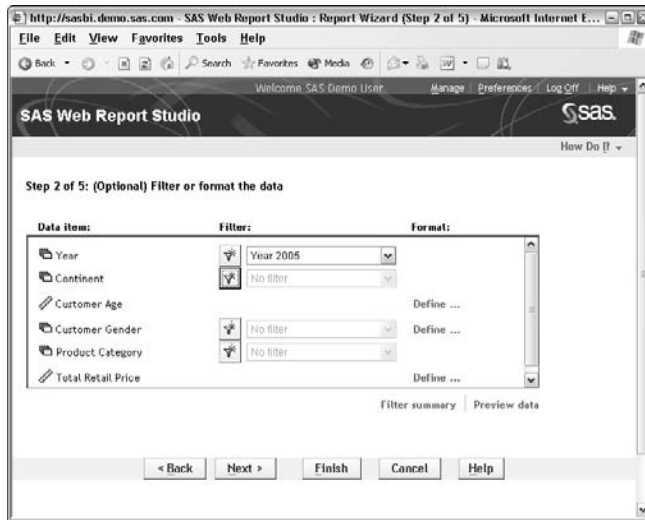 http://sasbi.demo.sas.com - SAS Web Report Studio : Report Wizard (Step 2 of 5) - Microsoft Internet E...
File Edit View Favorites Tools Help
Back Search Favorites Media
Welcome SAS Demo User Manage Preferences Log Off Help
SAS Web Report Studio sas.
How Do I?
Step 2 of 5: (Optional) Filter or format the data
Data item: Filter: Format:
Year Year 2005
Continent No filter
Customer Age Define ...
Customer Gender No filter Define ...
Product Category No filter
Total Retail Price Define ...
Filter summary Preview data
< Back Next > Finish Cancel Help